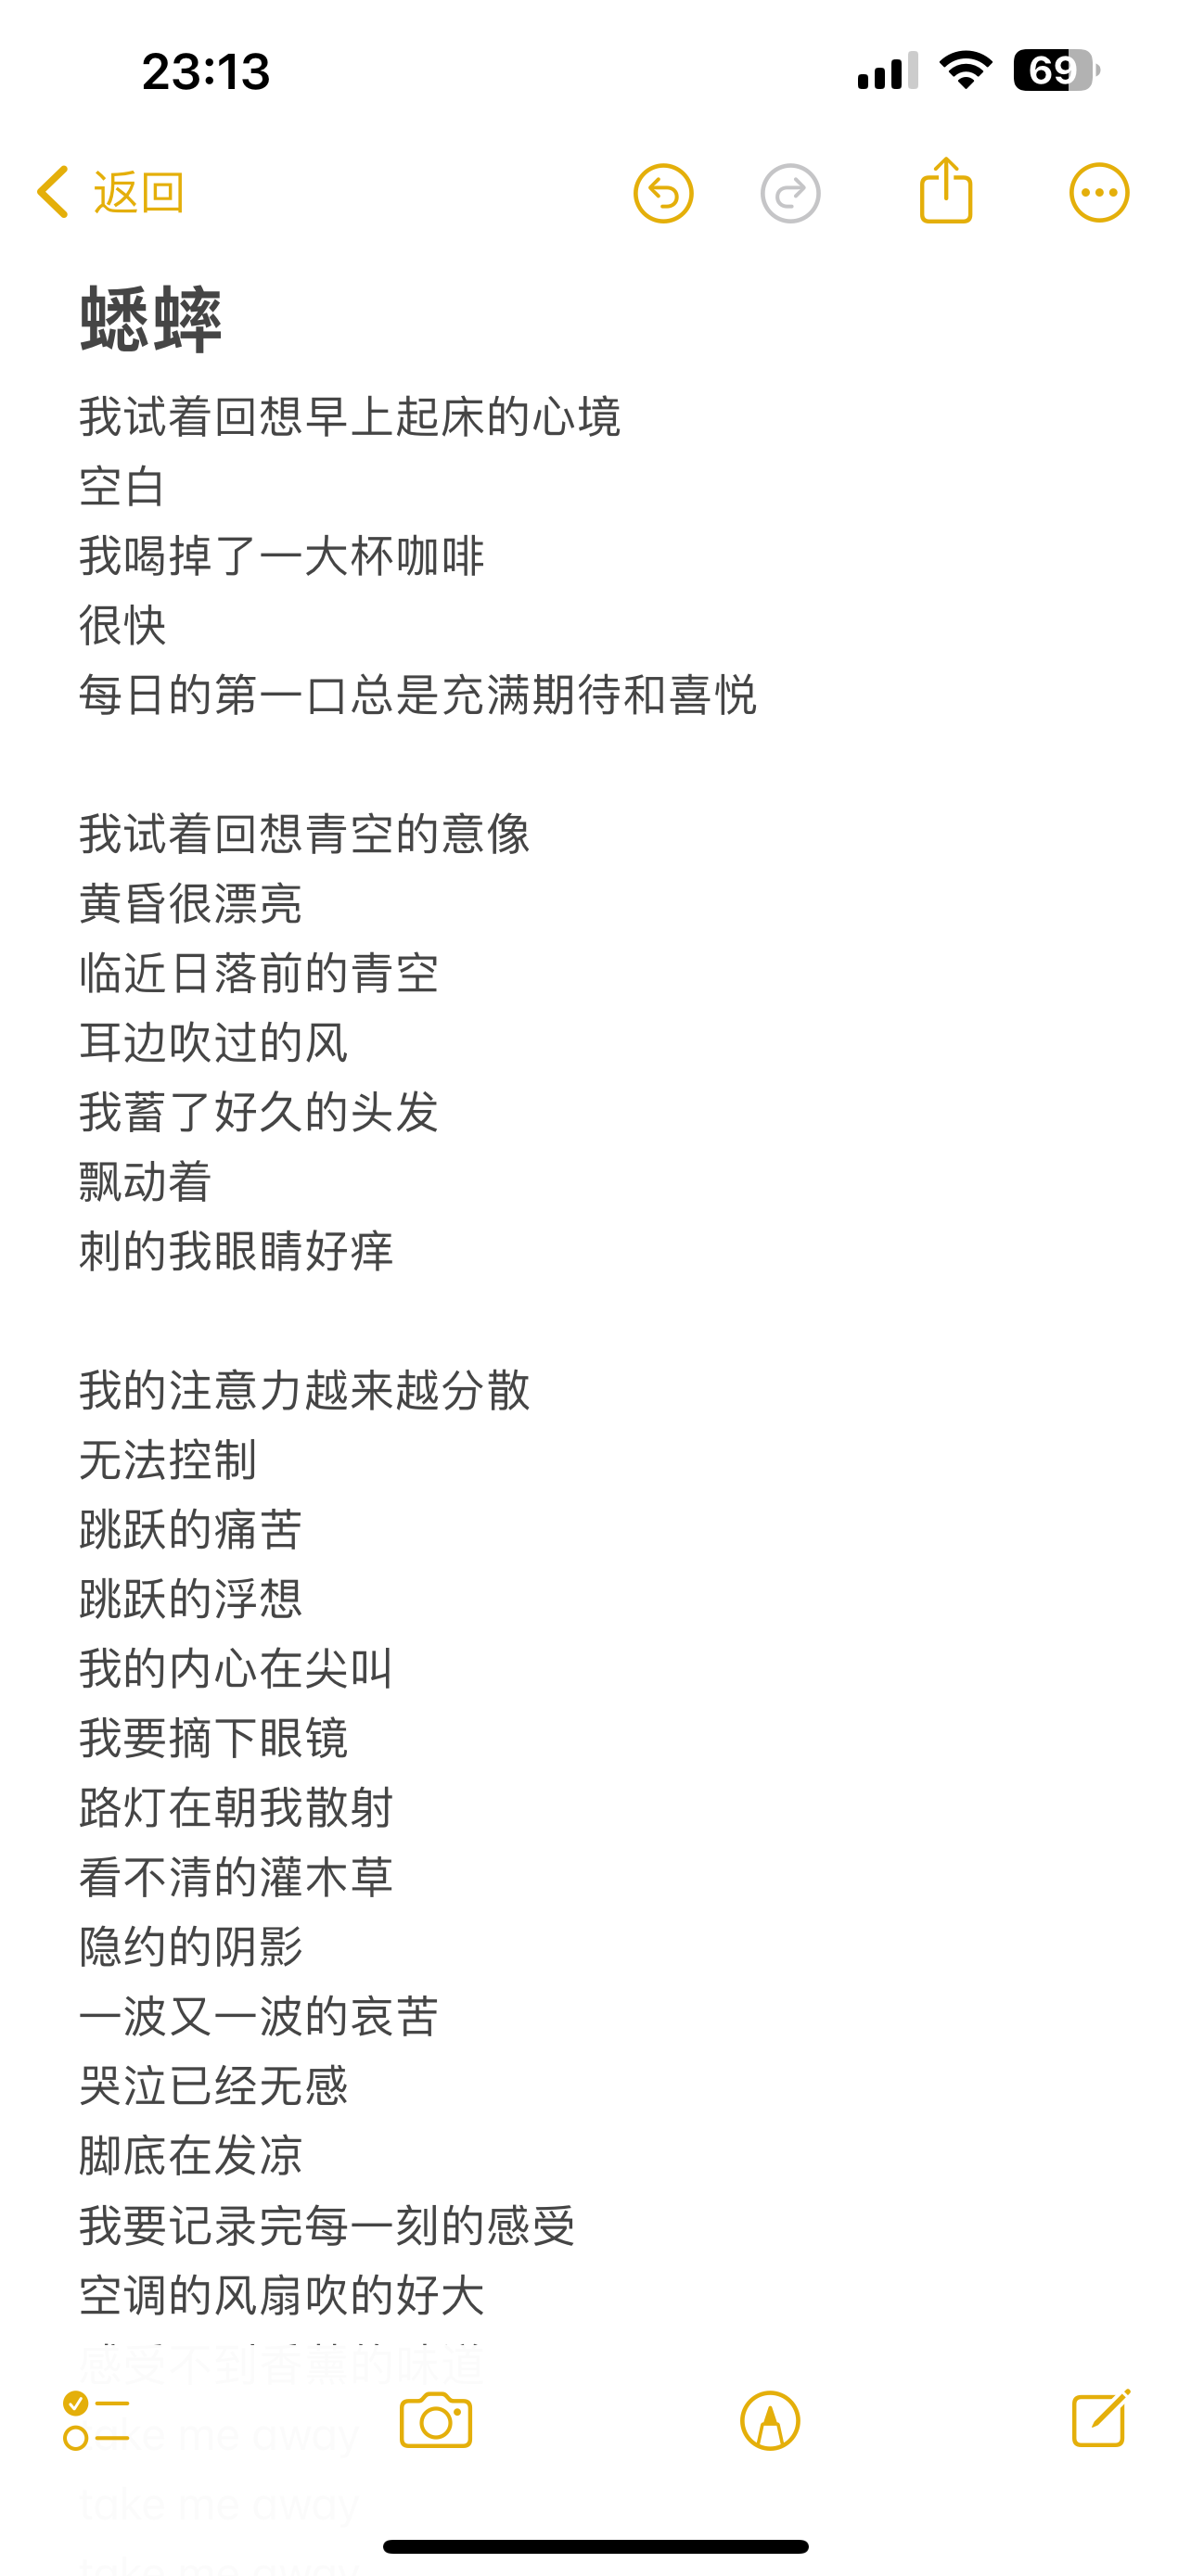 23:13
69
返回
蟋蟀
我试着回想早上起床的心境
空白
我喝掉了一大杯咖啡
很快
每日的第一口总是充满期待和喜悦
我试着回想青空的意像
黄昏很漂亮
临近日落前的青空
耳边吹过的风
我蓄了好久的头发
飘动着
刺的我眼睛好痒
我的注意力越来越分散
无法控制
跳跃的痛苦
跳跃的浮想
我的内心在尖叫
我要摘下眼镜
路灯在朝我散射
看不清的灌木草
隐约的阴影
一波又一波的哀苦
哭泣已经无感
脚底在发凉
我要记录完每一刻的感受
空调的风扇吹的好大
感受不到香薰的味道
take me away
take me away
take me away